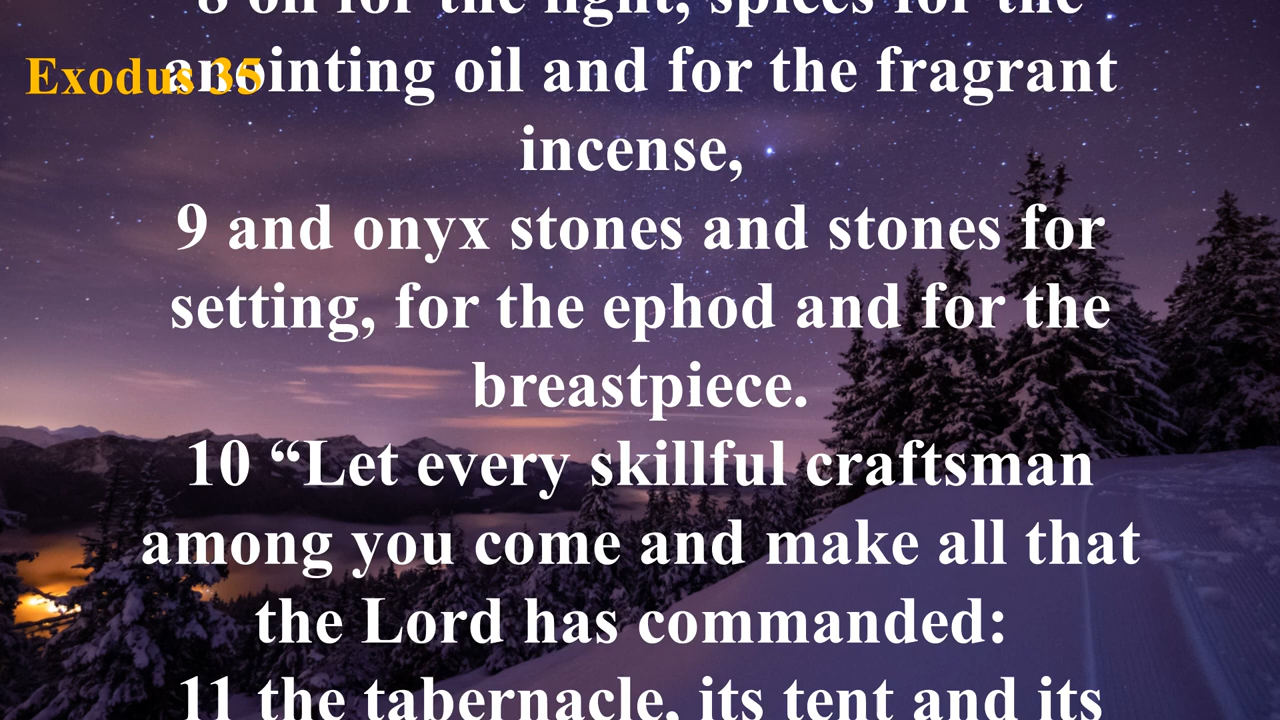 8 oil for the light, spices for the
Exodus 35
anointing oil and for the fragrant
incense,
9 and onyx stones and stones for
setting, for the ephod and for the
breastpiece.
10 “Let every skillful craftsman
among you come and make all that
the Lord has commanded:
11 the tabernacle, its tent and its